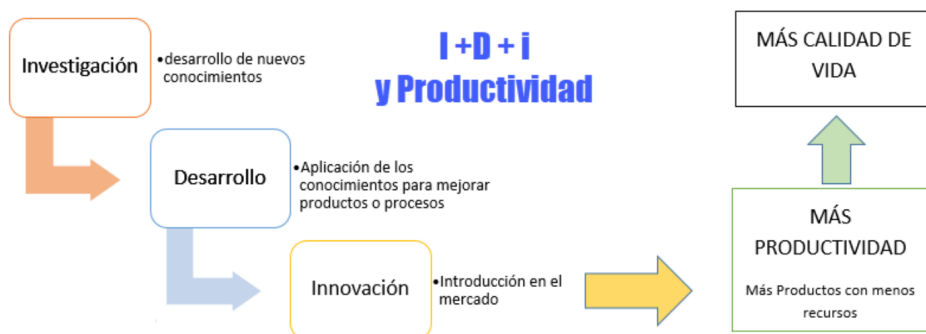 I +D + i
y Productividad
Investigación
•desarrollo de nuevos
conocimientos
Desarrollo
•Aplicación de los
conocimientos para mejorar
productos o procesos
Innovación
•Introducción en el
mercado
MÁS CALIDAD DE
VIDA
MÁS
PRODUCTIVIDAD
Más Productos con menos
recursos